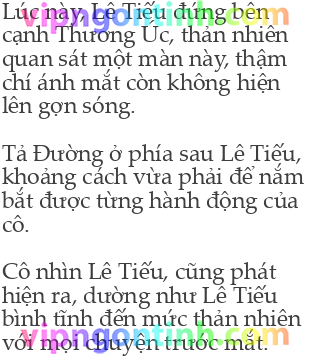 Lúc này, Lê Tiếu đứng bên
cạnh Thương Úc, thản nhiên
quan sát một màn này, thậm
chí ánh mắt còn không hiện
lên gợn sóng.
Tả Đường ở phía sau Lê Tiếu,
khoảng cách vừa phải để nắm
bắt được từng hành động của
cô.
Cô nhìn Lê Tiếu, cũng phát
hiện ra, dường như Lê Tiếu
bình tĩnh đến mức thản nhiên
với mọi chuyện trước mắt.
vipngontinh.com
vipngontinh.com